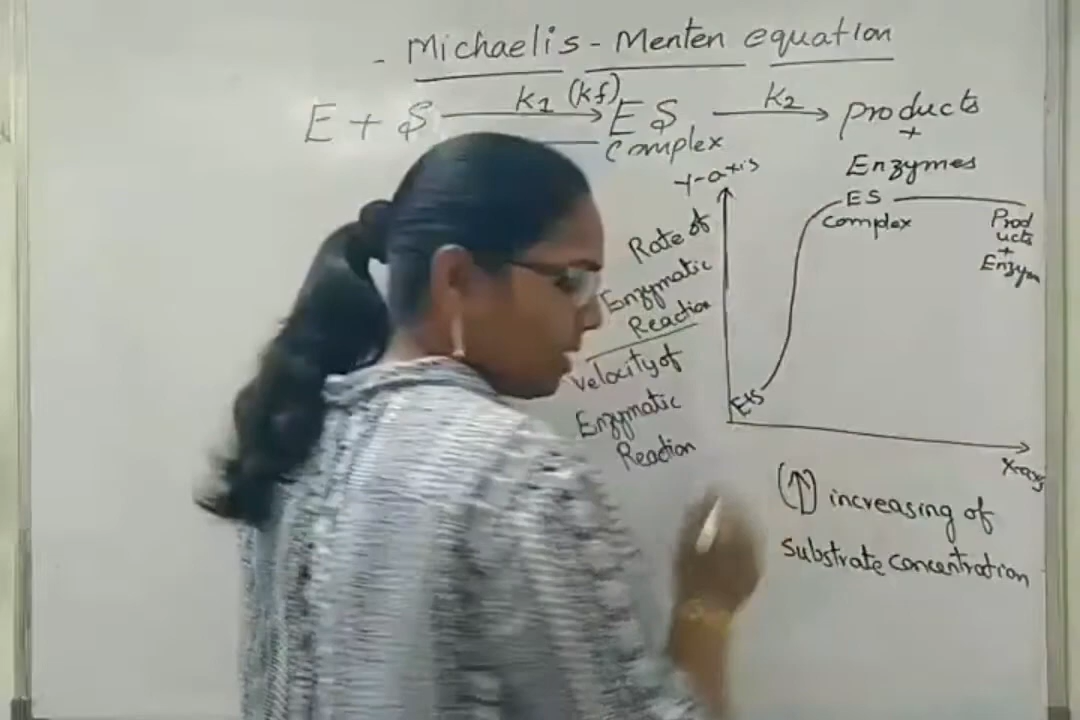 - Michaelis - Menten equation
E + S K1 (kf) ES K2 products
complex +
Enzymes
Y-axis
Rate of
Enzymatic
Reaction
Velocity of
Enzymatic
Reaction
ES
complex
Prod
ucts
+
Enzym
E+S
X-axis
(↑) increasing of
substrate concentration